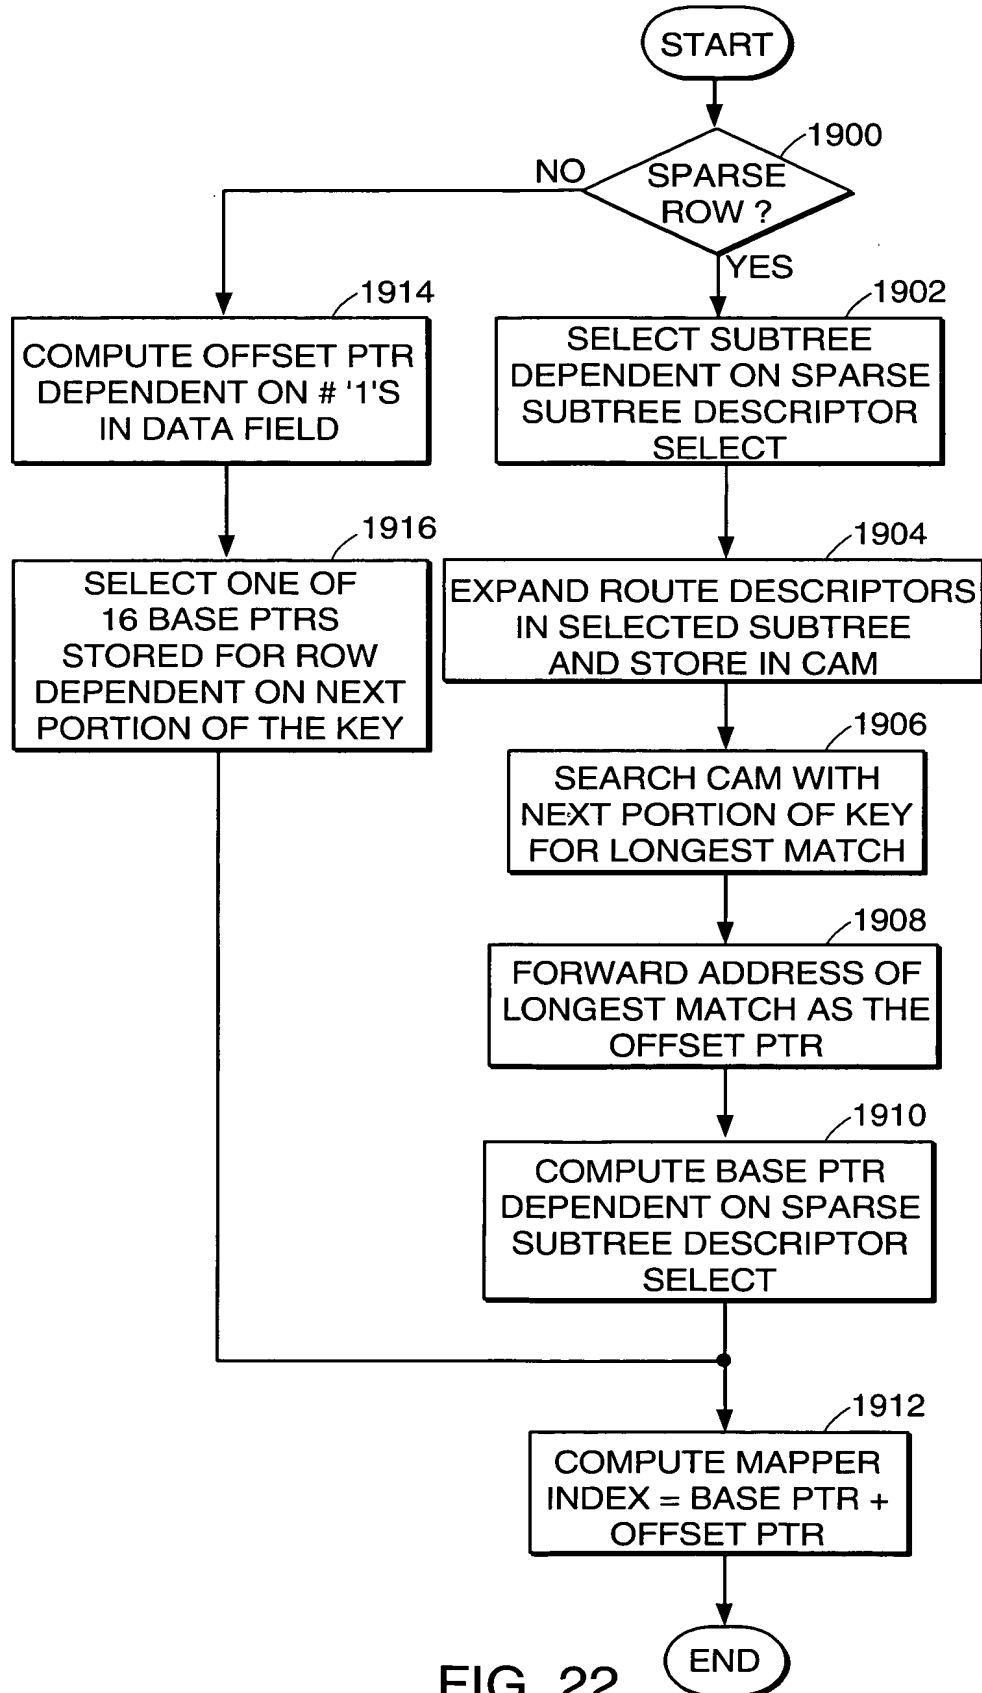 START
1900
SPARSE
ROW ?
NO
YES
1914
COMPUTE OFFSET PTR
DEPENDENT ON # '1'S
IN DATA FIELD
1916
SELECT ONE OF
16 BASE PTRS
STORED FOR ROW
DEPENDENT ON NEXT
PORTION OF THE KEY
1902
SELECT SUBTREE
DEPENDENT ON SPARSE
SUBTREE DESCRIPTOR
SELECT
1904
EXPAND ROUTE DESCRIPTORS
IN SELECTED SUBTREE
AND STORE IN CAM
1906
SEARCH CAM WITH
NEXT PORTION OF KEY
FOR LONGEST MATCH
1908
FORWARD ADDRESS OF
LONGEST MATCH AS THE
OFFSET PTR
1910
COMPUTE BASE PTR
DEPENDENT ON SPARSE
SUBTREE DESCRIPTOR
SELECT
1912
COMPUTE MAPPER
INDEX = BASE PTR +
OFFSET PTR
END
FIG. 22